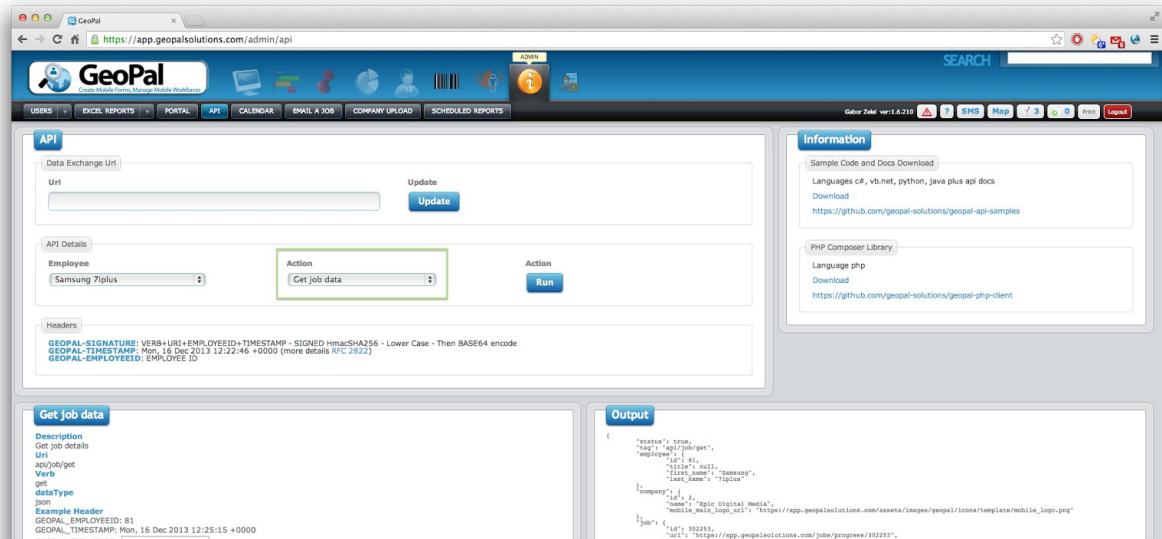 GeoPal
https://app.geopalsolutions.com/admin/api
GeoPal
Create Mobile Forms, Manage Mobile Workforces
ADMIN
SEARCH
USERS EXCEL REPORTS PORTAL API CALENDAR EMAIL A JOB COMPANY UPLOAD SCHEDULED REPORTS
Gabor Zelei ver:1.6.210 ? SMS Map 3 0 Print Logout
API
Data Exchange Url
Url Update
Update
API Details
Employee Action Action
Samsung 7iplus Get job data Run
Headers
GEOPAL-SIGNATURE: VERB+URI+EMPLOYEEID+TIMESTAMP - SIGNED HmacSHA256 - Lower Case - Then BASE64 encode
GEOPAL-TIMESTAMP: Mon, 16 Dec 2013 12:22:46 +0000 (more details RFC 2822)
GEOPAL-EMPLOYEEID: EMPLOYEE ID
Information
Sample Code and Docs Download
Languages c#, vb.net, python, java plus api docs
Download
https://github.com/geopal-solutions/geopal-api-samples
PHP Composer Library
Language php
Download
https://github.com/geopal-solutions/geopal-php-client
Get job data
Description
Get job details
Uri
api/job/get
Verb
get
dataType
json
Example Header
GEOPAL_EMPLOYEEID: 81
GEOPAL_TIMESTAMP: Mon, 16 Dec 2013 12:25:15 +0000
Output
{
"status": true,
"tag": "api/job/get",
"employee": {
"id": 81,
"title": null,
"first_name": "Samsung",
"last_name": "7iplus"
},
"company": {
"id": 2,
"name": "Epic Digital Media",
"mobile_main_logo_url": "https://app.geopalsolutions.com/assets/images/geopal/icons/template/mobile_logo.png"
},
"job": {
"id": 302253,
"url": "https://app.geopalsolutions.com/jobs/progress/302253",